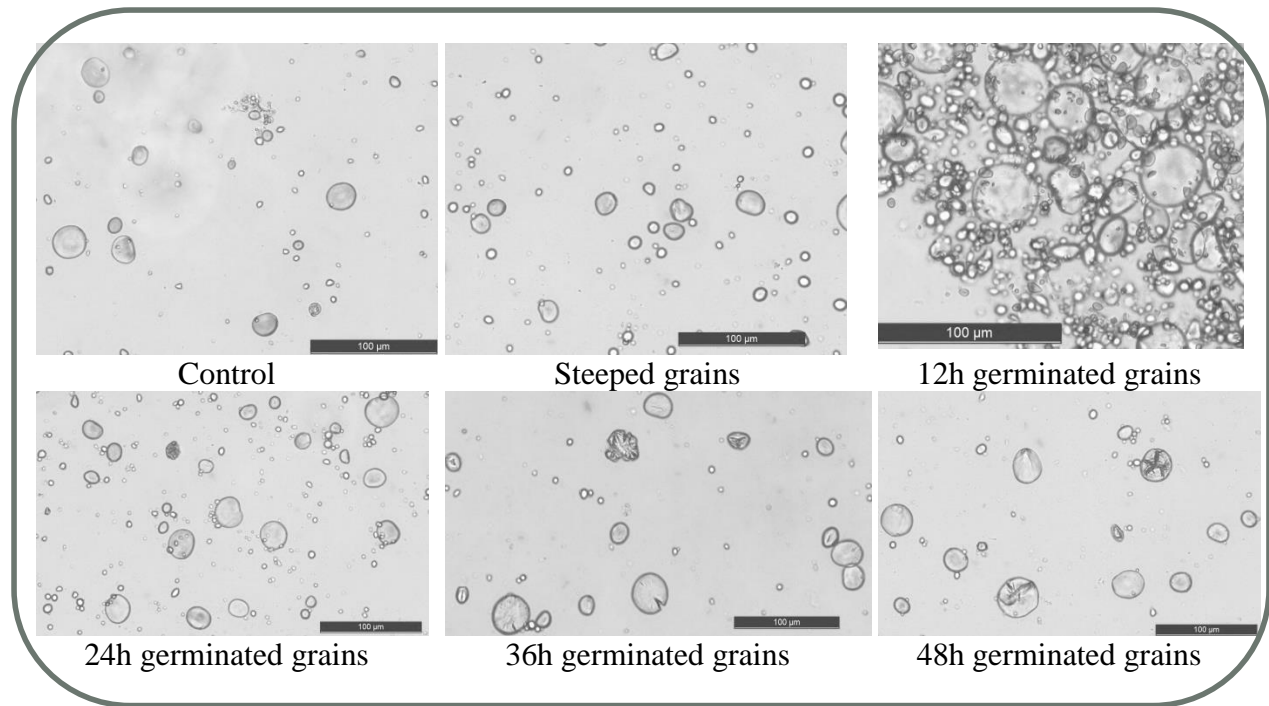 100 µm
100 µm
100 µm
Control
Steeped grains
12h germinated grains
100 µm
100 µm
100 µm
24h germinated grains
36h germinated grains
48h germinated grains